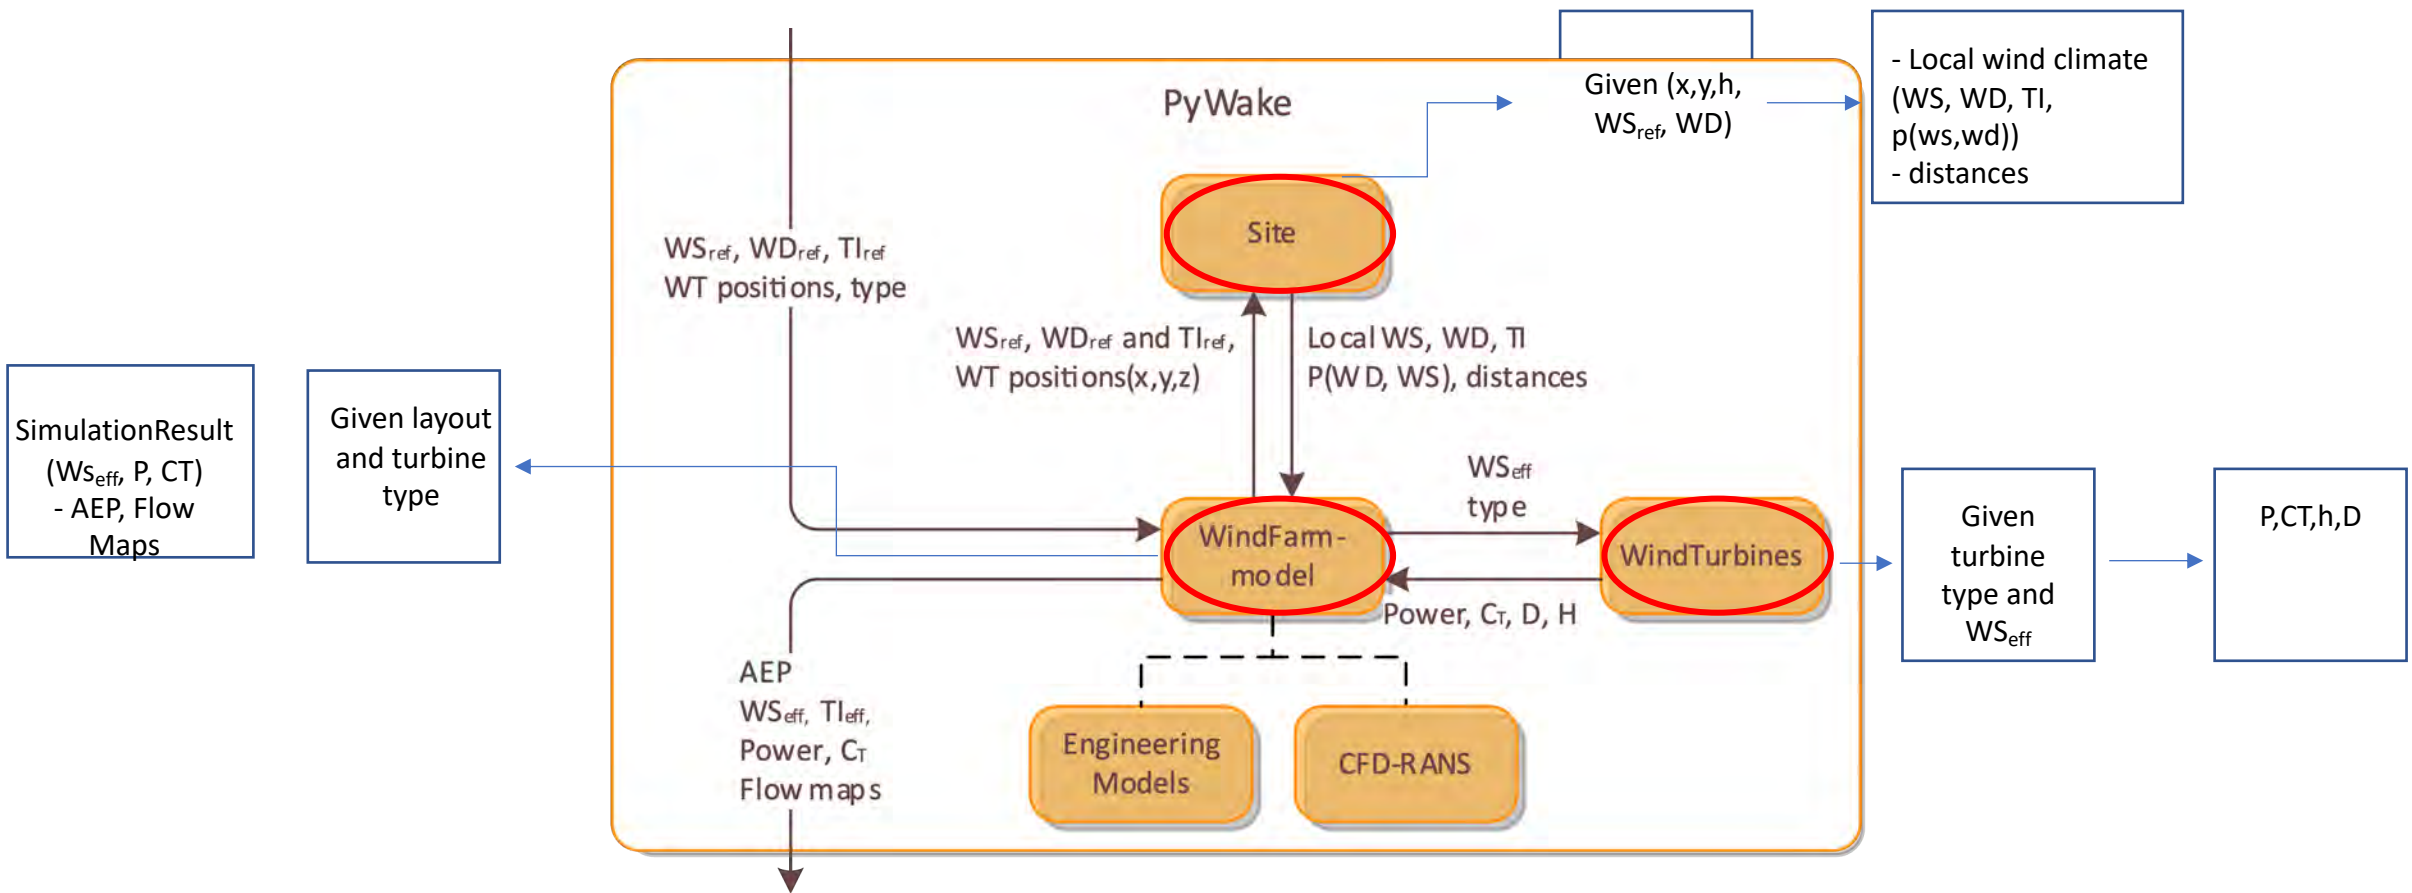 PyWake
Given (x,y,h,
WSref, WD)
- Local wind climate
(WS, WD, TI,
p(ws,wd))
- distances
Site
WSref, WDref, TIref
WT positions, type
WSref, WDref and TIref,
WT positions(x,y,z)
Local WS, WD, TI
P(WD, WS), distances
SimulationResult
(Wseff, P, CT)
- AEP, Flow
Maps
Given layout
and turbine
type
WSeff
type
WindFarm-
model
WindTurbines
Power, CT, D, H
Given
turbine
type and
WSeff
P,CT,h,D
AEP
WSeff, TIeff,
Power, CT
Flow maps
Engineering
Models
CFD-RANS